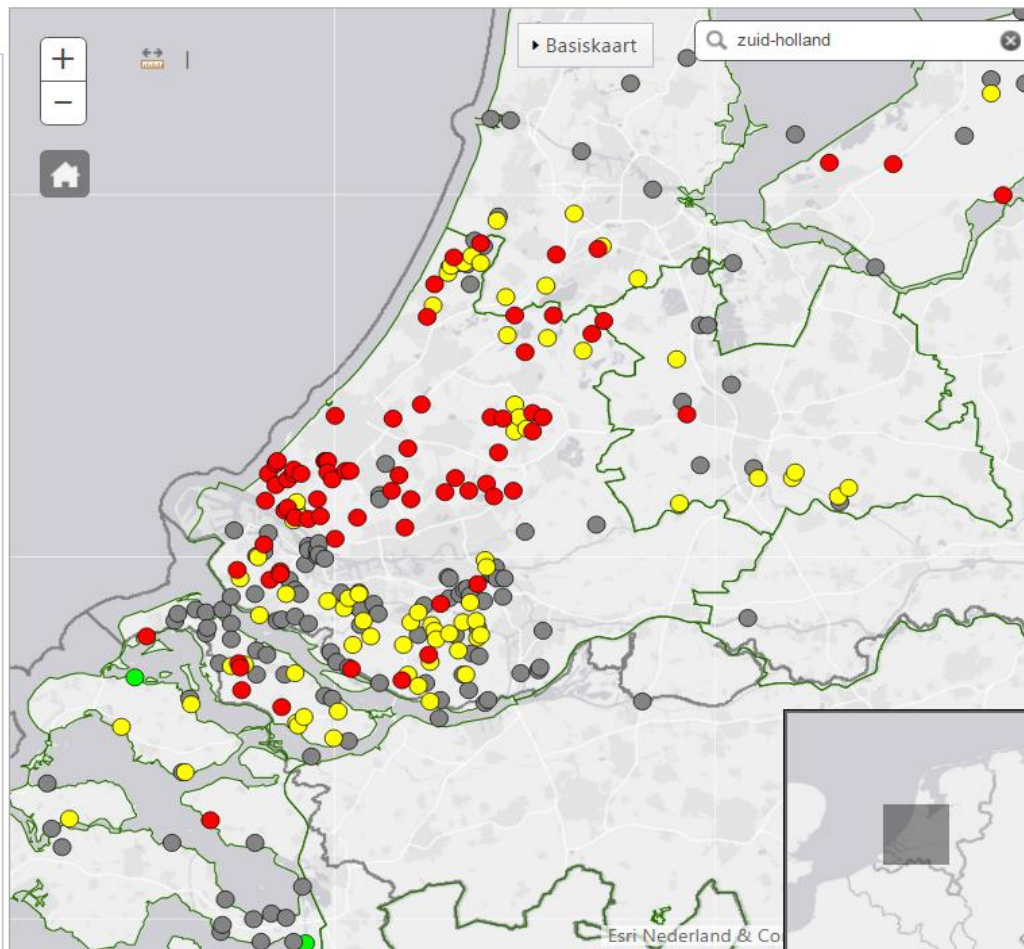 +
Basiskaart
zuid-holland
−
Esri Nederland & Co